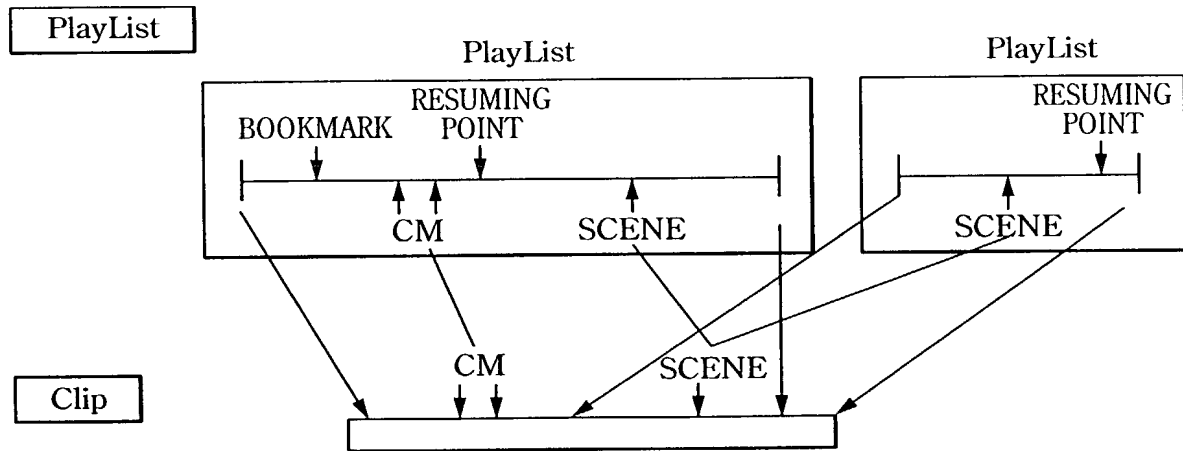 PlayList
PlayList
PlayList
BOOKMARK
RESUMING
POINT
RESUMING
POINT
CM
SCENE
SCENE
CM
SCENE
Clip